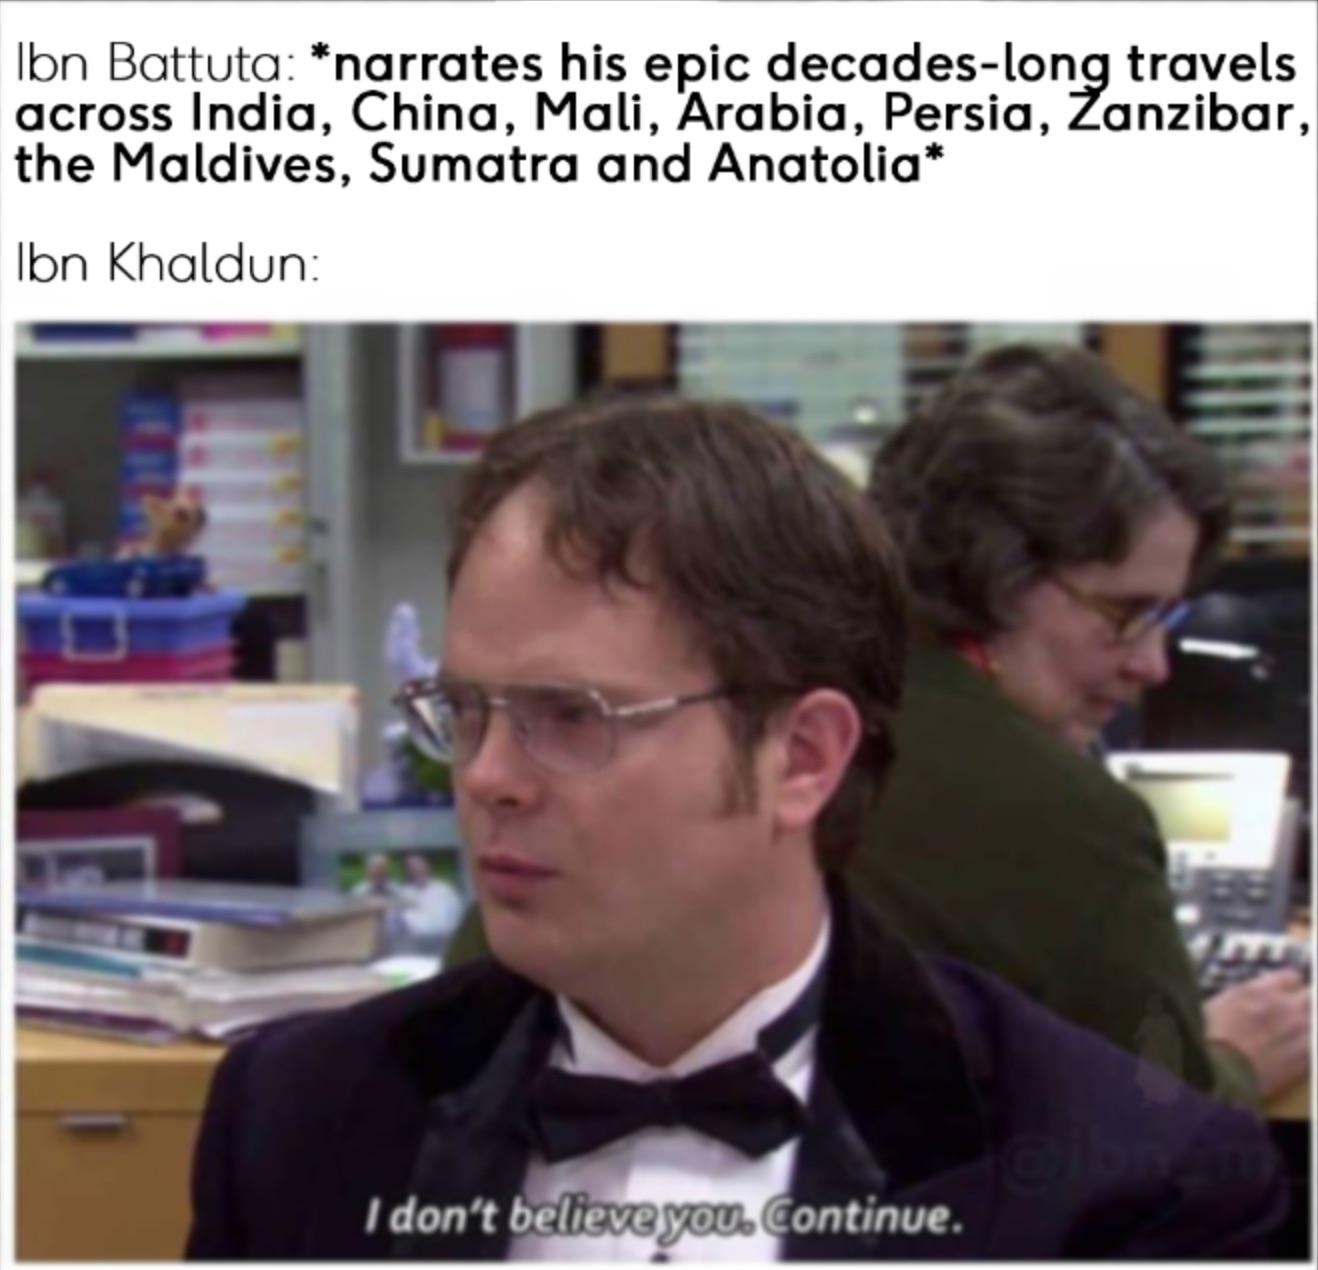 Ibn Battuta: *narrates his epic decades-long travels
across India, China, Mali, Arabia, Persia, Zanzibar,
the Maldives, Sumatra and Anatolia*
Ibn Khaldun:
I don't believe you. Continue.